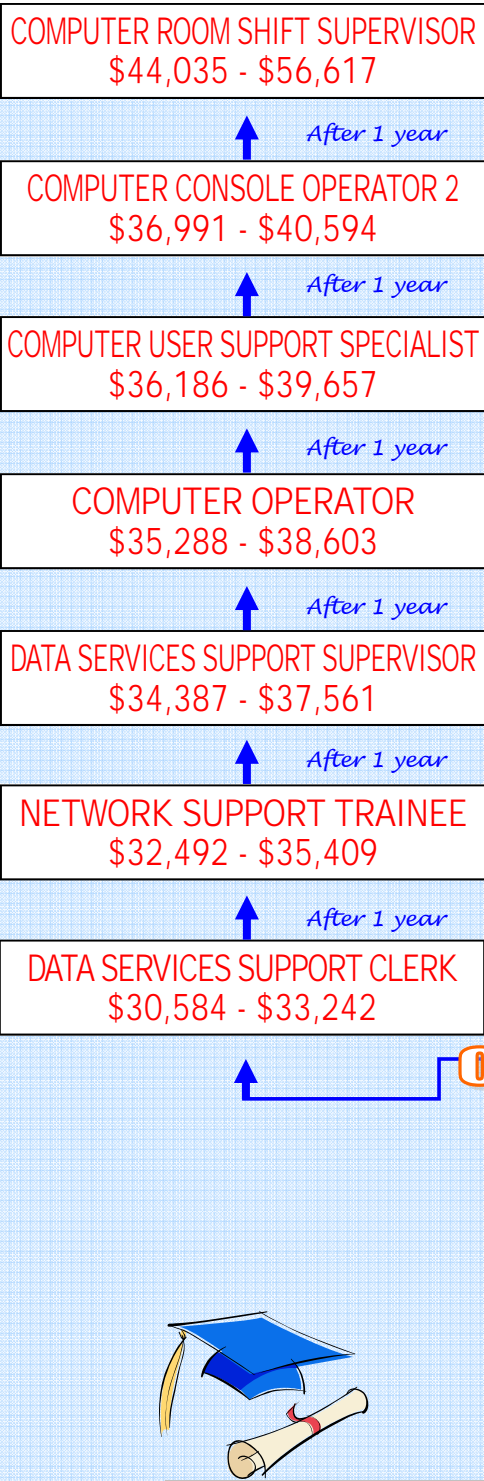 COMPUTER ROOM SHIFT SUPERVISOR
$44,035 - $56,617
After 1 year
COMPUTER CONSOLE OPERATOR 2
$36,991 - $40,594
After 1 year
COMPUTER USER SUPPORT SPECIALIST
$36,186 - $39,657
After 1 year
COMPUTER OPERATOR
$35,288 - $38,603
After 1 year
DATA SERVICES SUPPORT SUPERVISOR
$34,387 - $37,561
After 1 year
NETWORK SUPPORT TRAINEE
$32,492 - $35,409
After 1 year
DATA SERVICES SUPPORT CLERK
$30,584 - $33,242